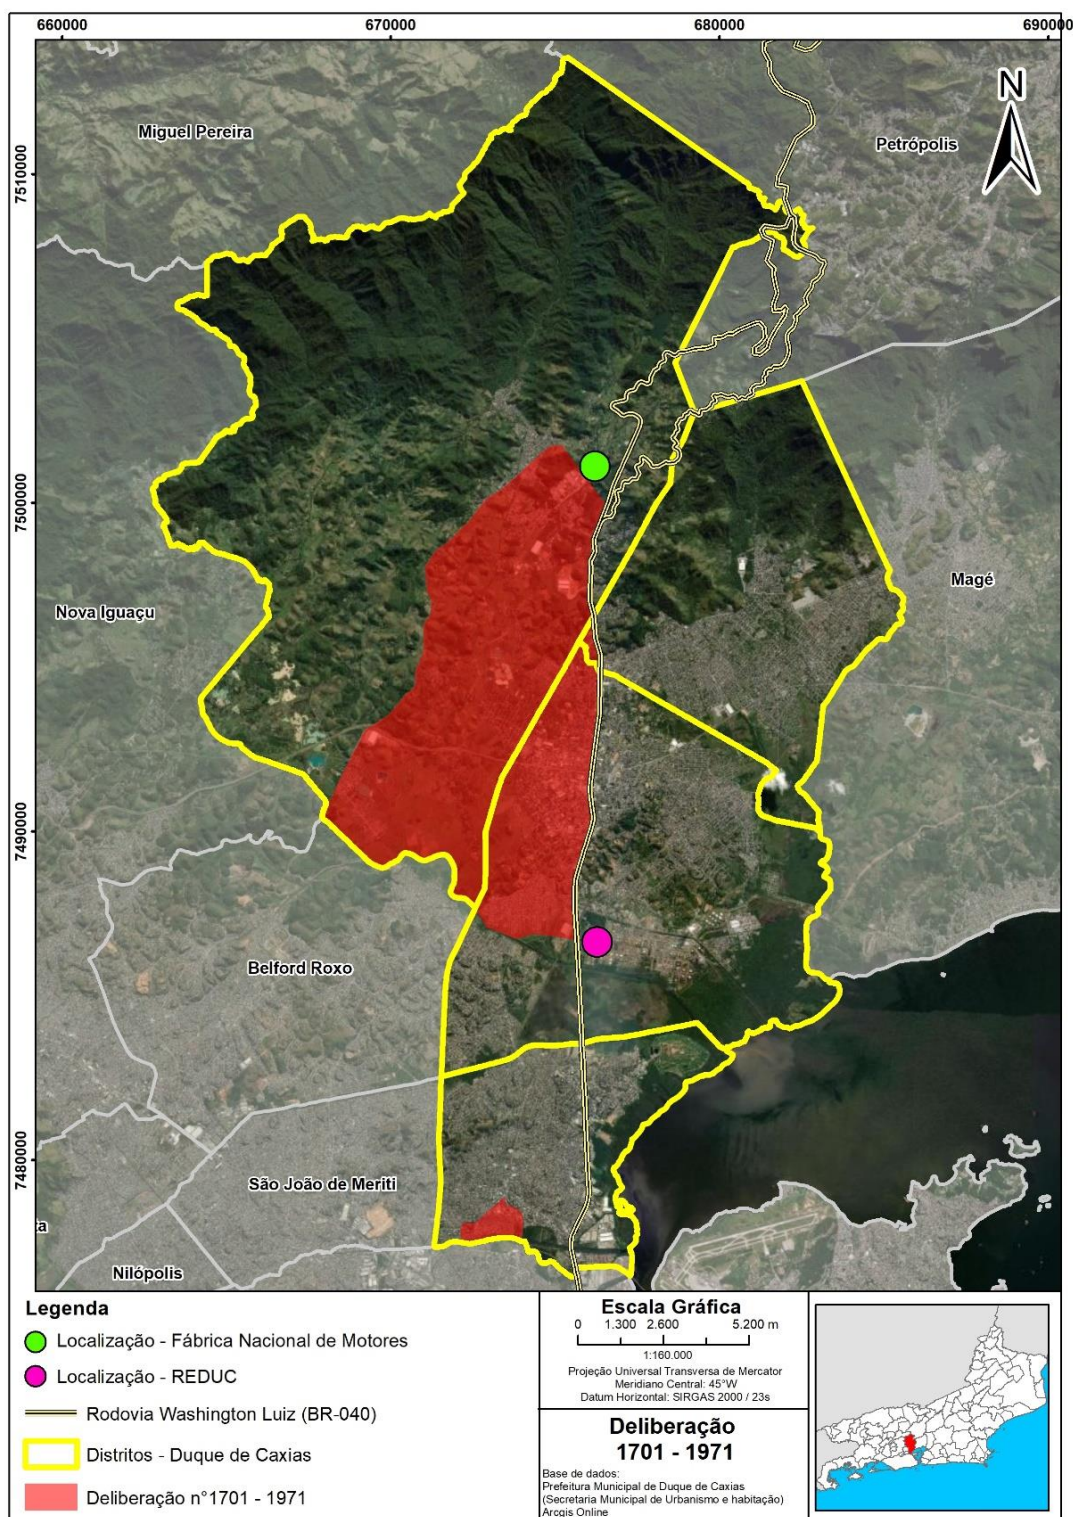 660000
670000
680000
690000
N
Miguel Pereira
Petrópolis
7510000
7500000
Magé
Nova Iguaçu
7490000
Belford Roxo
7480000
São João de Meriti
ta
Nilópolis
Legenda
Localização - Fábrica Nacional de Motores
Localização - REDUC
Rodovia Washington Luiz (BR-040)
Distritos - Duque de Caxias
Deliberação n°1701 - 1971
Escala Gráfica
0 1.300 2.600 5.200 m
1:160.000
Projeção Universal Transversa de Mercator
Meridiano Central: 45°W
Datum Horizontal: SIRGAS 2000 / 23s
Deliberação
1701 - 1971
Base de dados:
Prefeitura Municipal de Duque de Caxias
(Secretaria Municipal de Urbanismo e habitação)
Arcgis Online